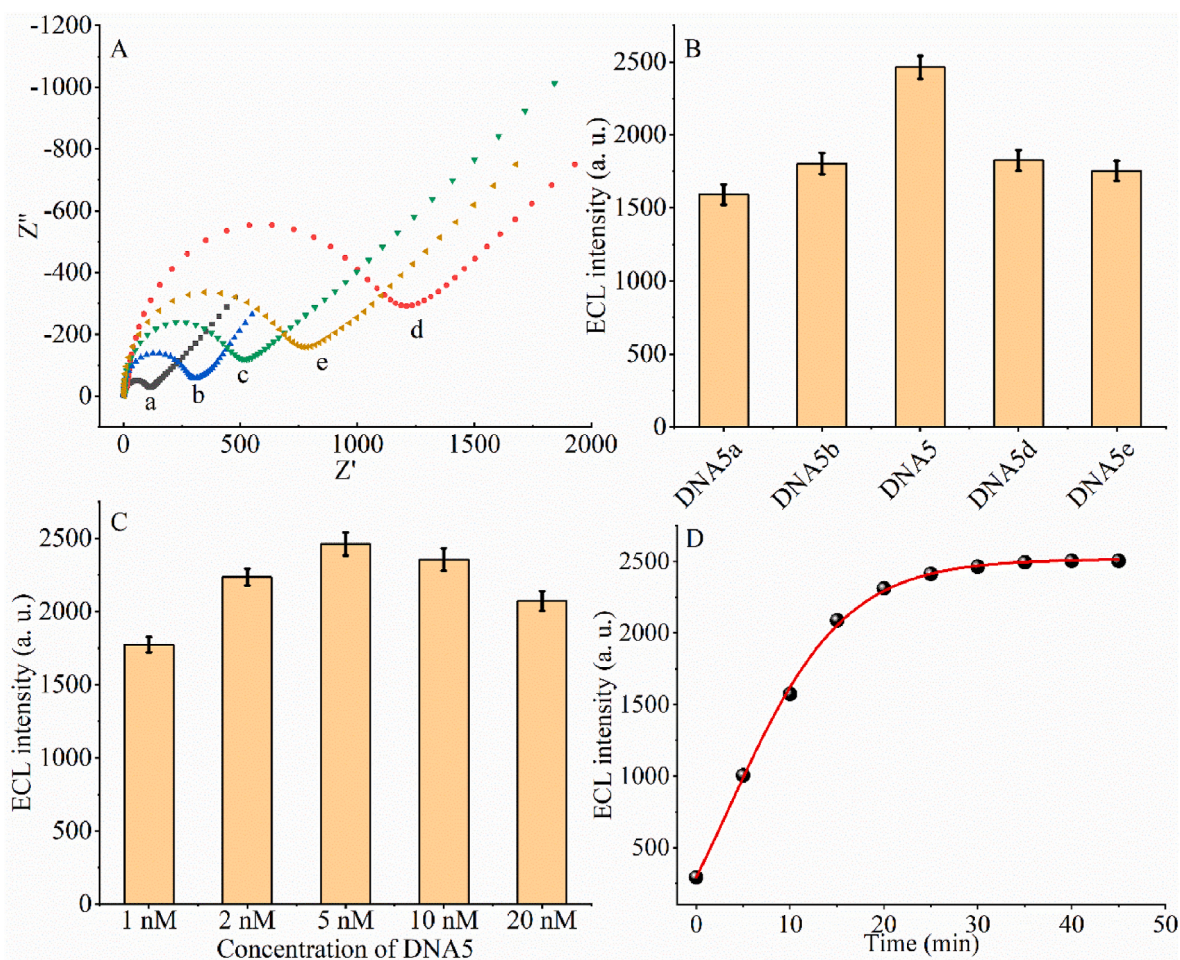 A
-1200
-1000
-800
-600
-400
-200
0
Z''
a
b
c
e
d
0 500 1000 1500 2000
Z'
B
2500
2000
1500
1000
500
0
ECL intensity (a. u.)
DNA5a DNA5b DNA5 DNA5d DNA5e
C
2500
2000
1500
1000
500
0
ECL intensity (a. u.)
1 nM 2 nM 5 nM 10 nM 20 nM
Concentration of DNA5
D
2500
2000
1500
1000
500
ECL intensity (a. u.)
0 10 20 30 40 50
Time (min)